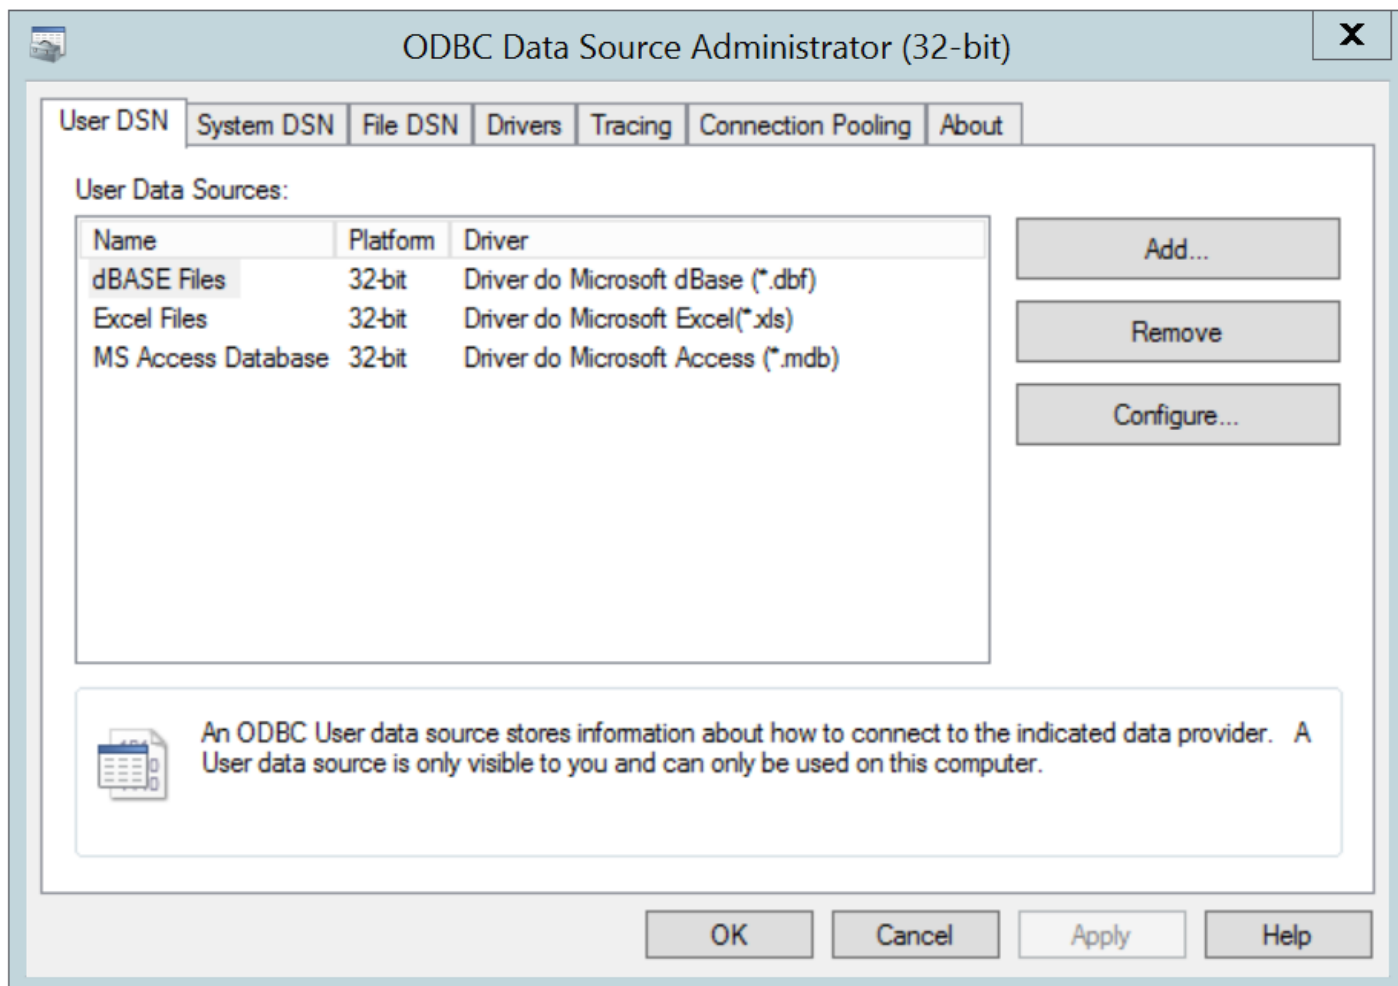 ODBC Data Source Administrator (32-bit)
X
User DSN System DSN File DSN Drivers Tracing Connection Pooling About
User Data Sources:
Name Platform Driver
dBASE Files 32-bit Driver do Microsoft dBase (*.dbf)
Excel Files 32-bit Driver do Microsoft Excel(*.xls)
MS Access Database 32-bit Driver do Microsoft Access (*.mdb)
Add...
Remove
Configure...
An ODBC User data source stores information about how to connect to the indicated data provider. A
User data source is only visible to you and can only be used on this computer.
OK Cancel Apply Help